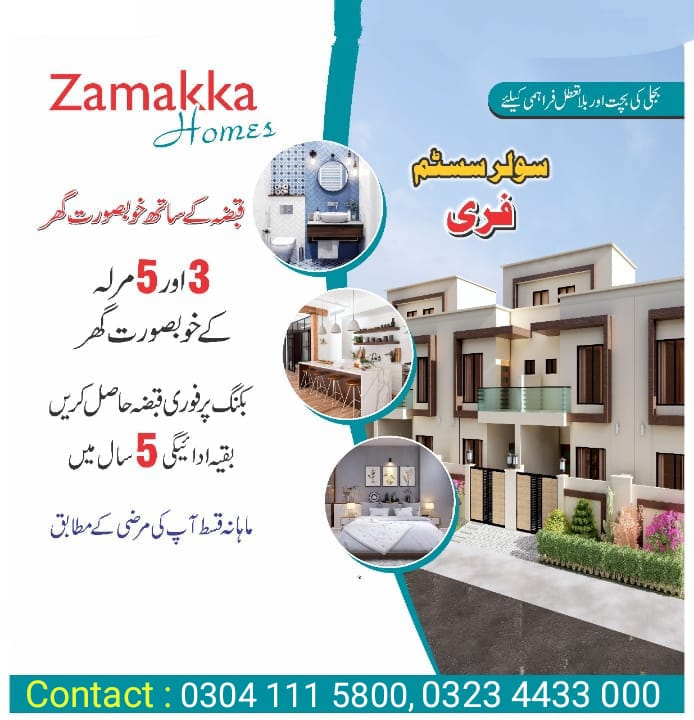 Zamakka
Homes
بجلی کی بچت اور بلا تعطل فراہمی کیلئے
سولر سسٹم
فری
قبضہ کے ساتھ خوبصورت گھر
3 اور 5 مرلہ
کے خوبصورت گھر
بکنگ پر فوری قبضہ حاصل کریں
بقیہ ادائیگی 5 سال میں
ماہانہ قسط آپ کی مرضی کے مطابق
Contact : 0304 111 5800, 0323 4433 000